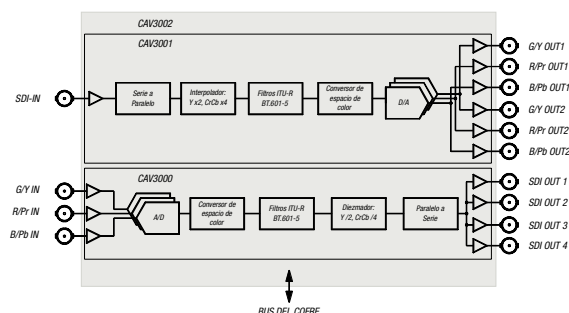 CAV3002
CAV3001
SDI-IN
Serie a
Paralelo
Interpolador:
Y x2, CrCb x4
Filtros ITU-R
BT.601-5
Conversor de
espacio de
color
D/A
G/Y OUT1
R/Pr OUT1
B/Pb OUT1
G/Y OUT2
R/Pr OUT2
B/Pb OUT2
CAV3000
G/Y IN
R/Pr IN
B/Pb IN
A/D
Conversor de
espacio de
color
Filtros ITU-R
BT.601-5
Diezmador:
Y /2, CrCb /4
Paralelo a
Serie
SDI OUT 1
SDI OUT 2
SDI OUT 3
SDI OUT 4
BUS DEL COFRE